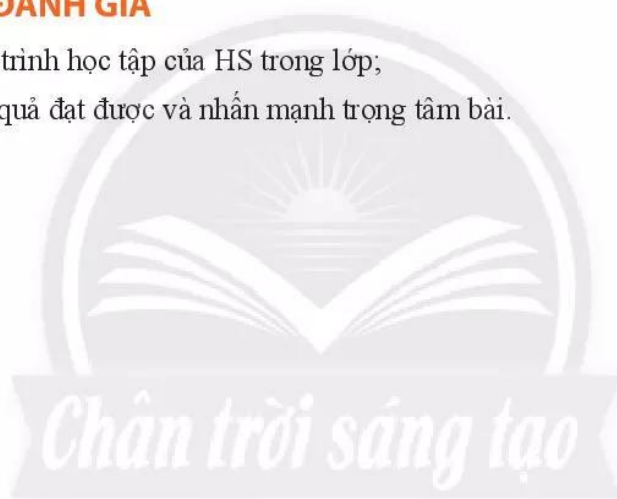 ĐÁNH GIÁ
trình học tập của HS trong lớp;
quả đạt được và nhấn mạnh trọng tâm bài.
Chân trời sáng tạo